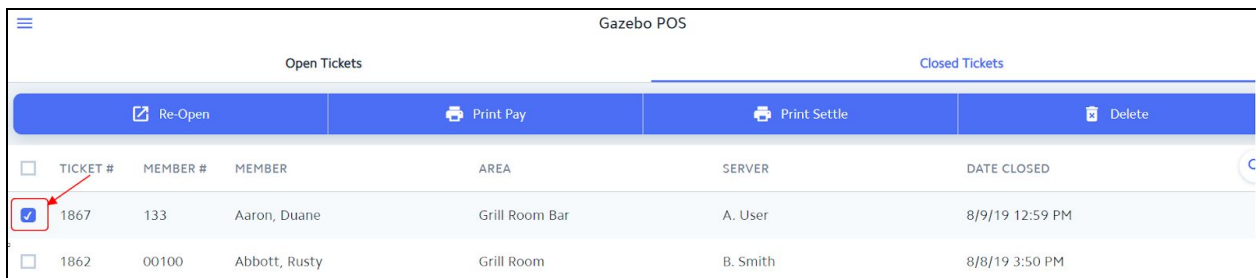 Gazebo POS
Open Tickets Closed Tickets
Re-Open Print Pay Print Settle Delete
TICKET # MEMBER # MEMBER AREA SERVER DATE CLOSED
1867 133 Aaron, Duane Grill Room Bar A. User 8/9/19 12:59 PM
1862 00100 Abbott, Rusty Grill Room B. Smith 8/8/19 3:50 PM